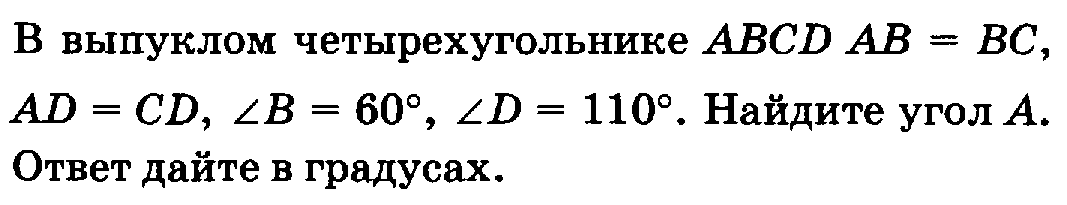 В выпуклом четырехугольнике ABCD AB = BC,
AD = CD, ∠B = 60°, ∠D = 110°. Найдите угол A.
Ответ дайте в градусах.